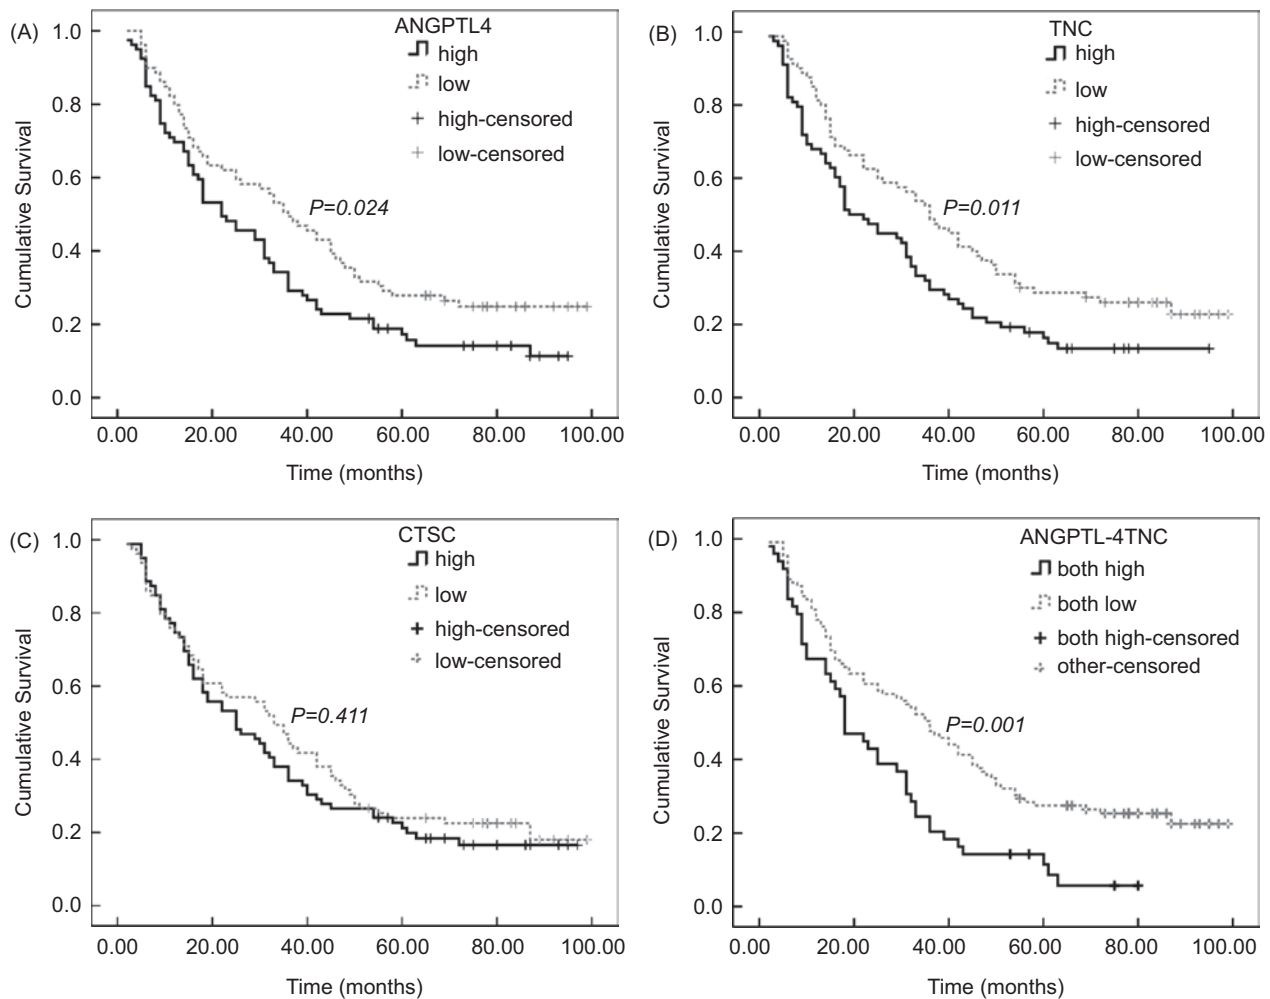 (A)
ANGPTL4
high
low
high-censored
low-censored
P=0.024
Cumulative Survival
1.0
0.8
0.6
0.4
0.2
0.0
0.00 20.00 40.00 60.00 80.00 100.00
Time (months)
(B)
TNC
high
low
high-censored
low-censored
P=0.011
Cumulative Survival
1.0
0.8
0.6
0.4
0.2
0.0
0.00 20.00 40.00 60.00 80.00 100.00
Time (months)
(C)
CTSC
high
low
high-censored
low-censored
P=0.411
Cumulative Survival
1.0
0.8
0.6
0.4
0.2
0.0
0.00 20.00 40.00 60.00 80.00 100.00
Time (months)
(D)
ANGPTL-4TNC
both high
both low
both high-censored
other-censored
P=0.001
Cumulative Survival
1.0
0.8
0.6
0.4
0.2
0.0
0.00 20.00 40.00 60.00 80.00 100.00
Time (months)